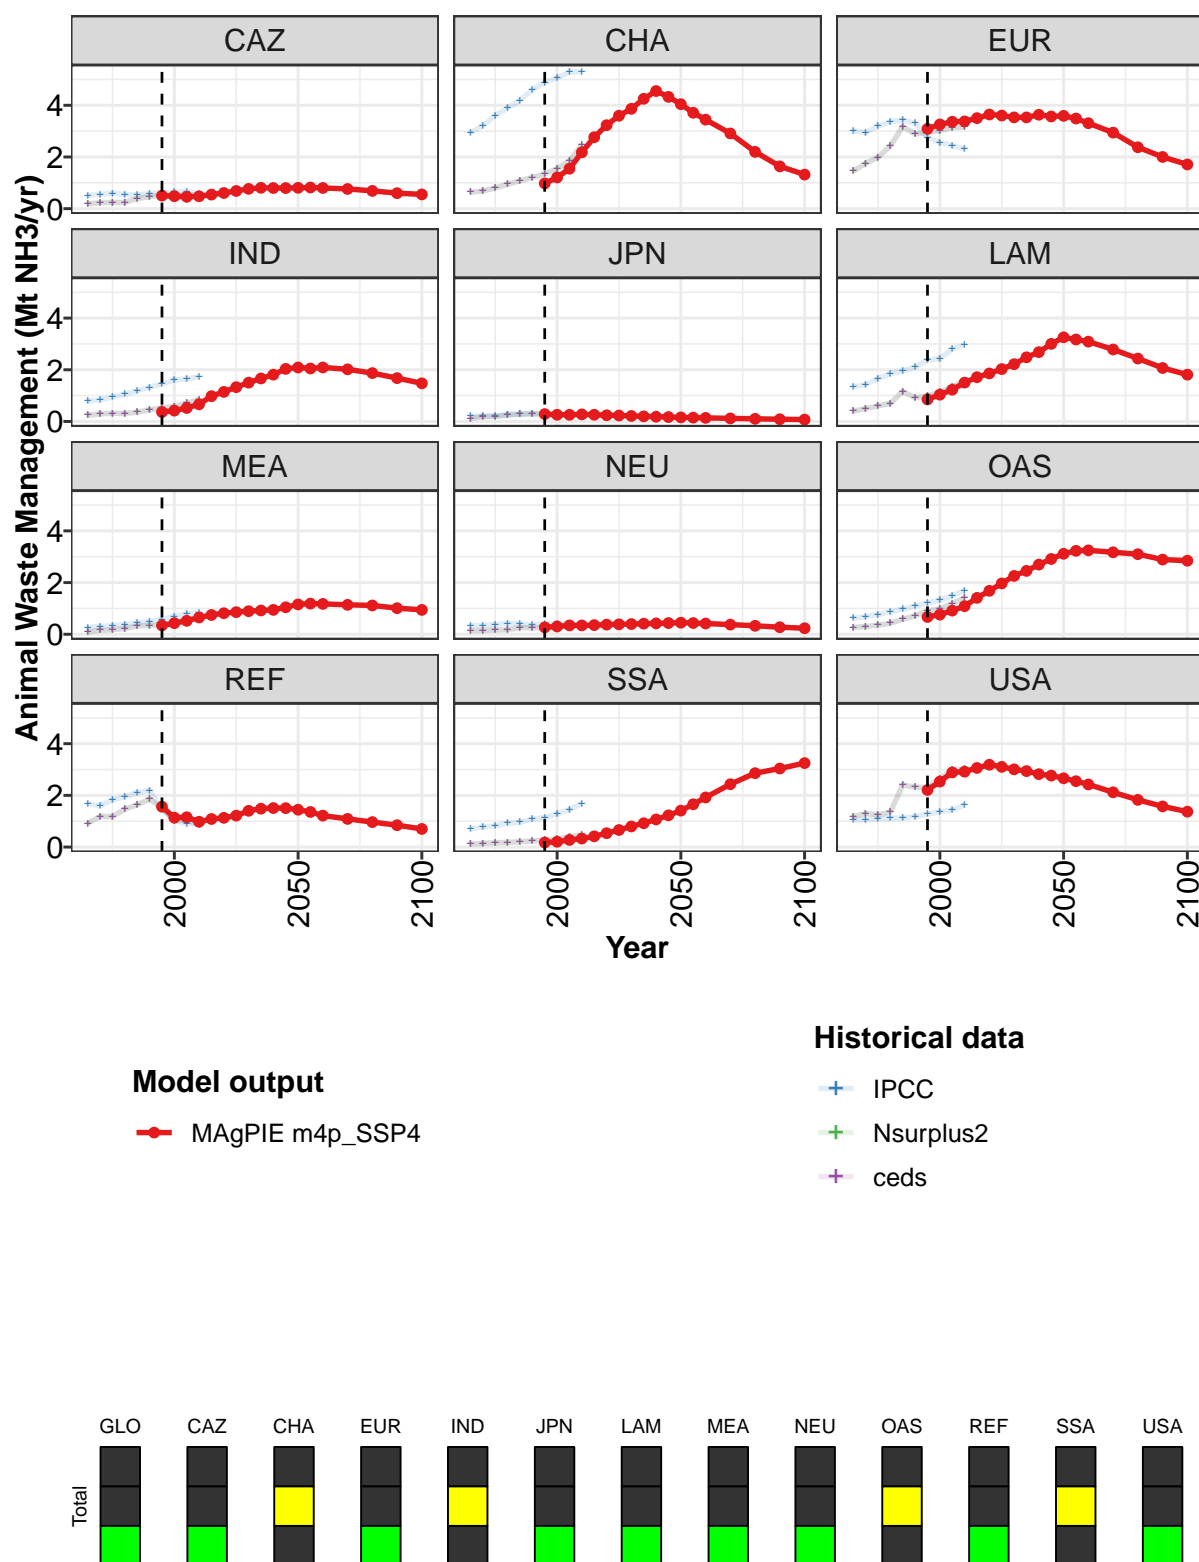 CAZ CHA EUR
4
2
0
IND JPN LAM
4
2
0
MEA NEU OAS
4
2
0
REF SSA USA
4
2
0
Animal Waste Management (Mt NH3/yr)
2000 2050 2100 2000 2050 2100 2000 2050 2100
Year
Model output
MAgPIE m4p_SSP4
Historical data
IPCC
Nsurplus2
ceds
GLO CAZ CHA EUR IND JPN LAM MEA NEU OAS REF SSA USA
Total